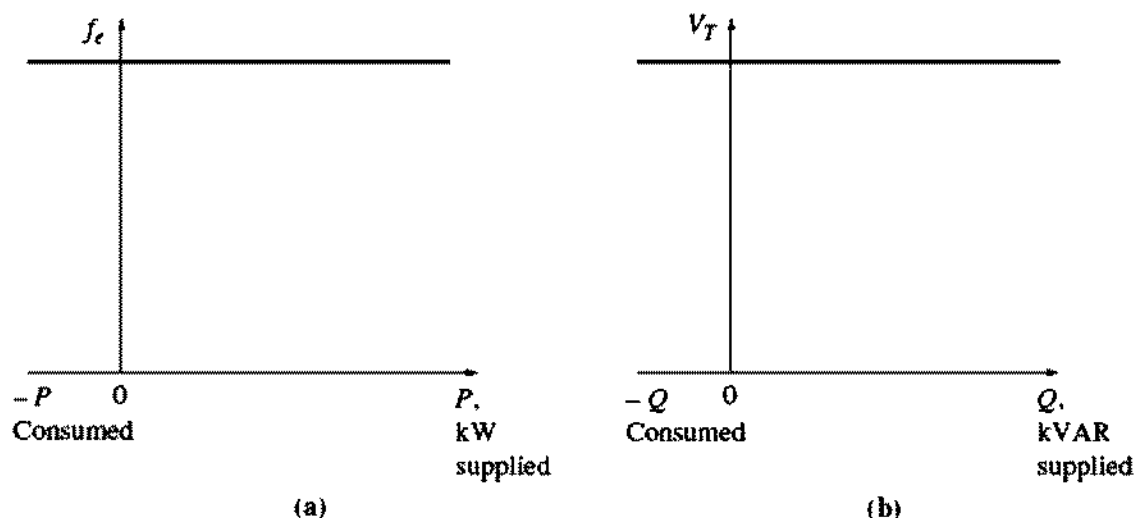 f_e
V_T
– P
0
P,
Consumed
kW
supplied
– Q
0
Q,
Consumed
kVAR
supplied
(a)
(b)